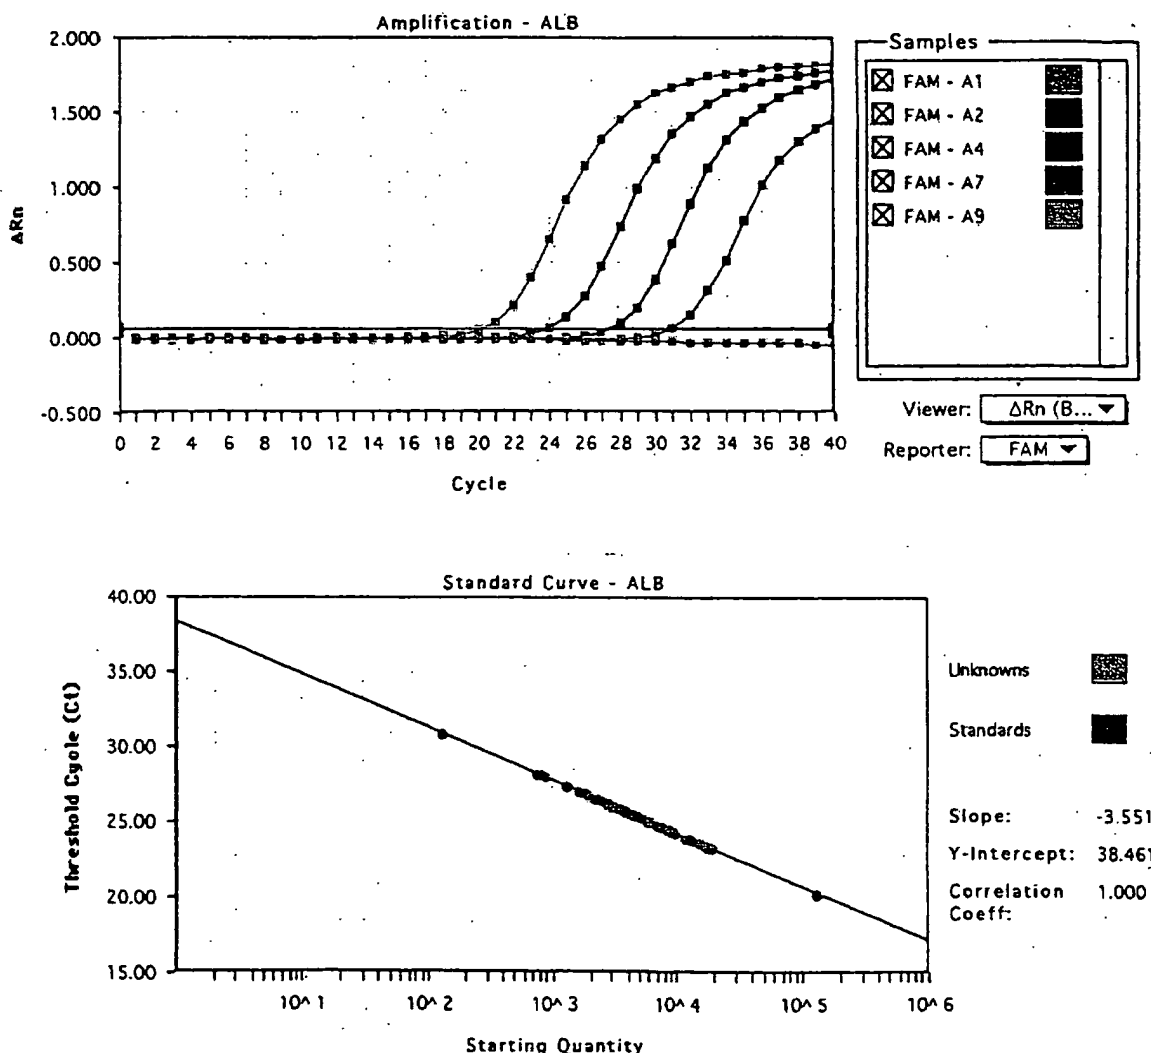 Amplification - ALB
2.000
1.500
1.000
0.500
0.000
-0.500
ΔRn
0 2 4 6 8 10 12 14 16 18 20 22 24 26 28 30 32 34 36 38 40
Cycle
Samples
FAM - A1
FAM - A2
FAM - A4
FAM - A7
FAM - A9
Viewer: ΔRn (B... ▼
Reporter: FAM ▼
Standard Curve - ALB
40.00
35.00
30.00
25.00
20.00
15.00
Threshold Cycle (Ct)
10^1 10^2 10^3 10^4 10^5 10^6
Starting Quantity
Unknowns
Standards
Slope: -3.551
Y-Intercept: 38.461
Correlation 1.000
Coeff: